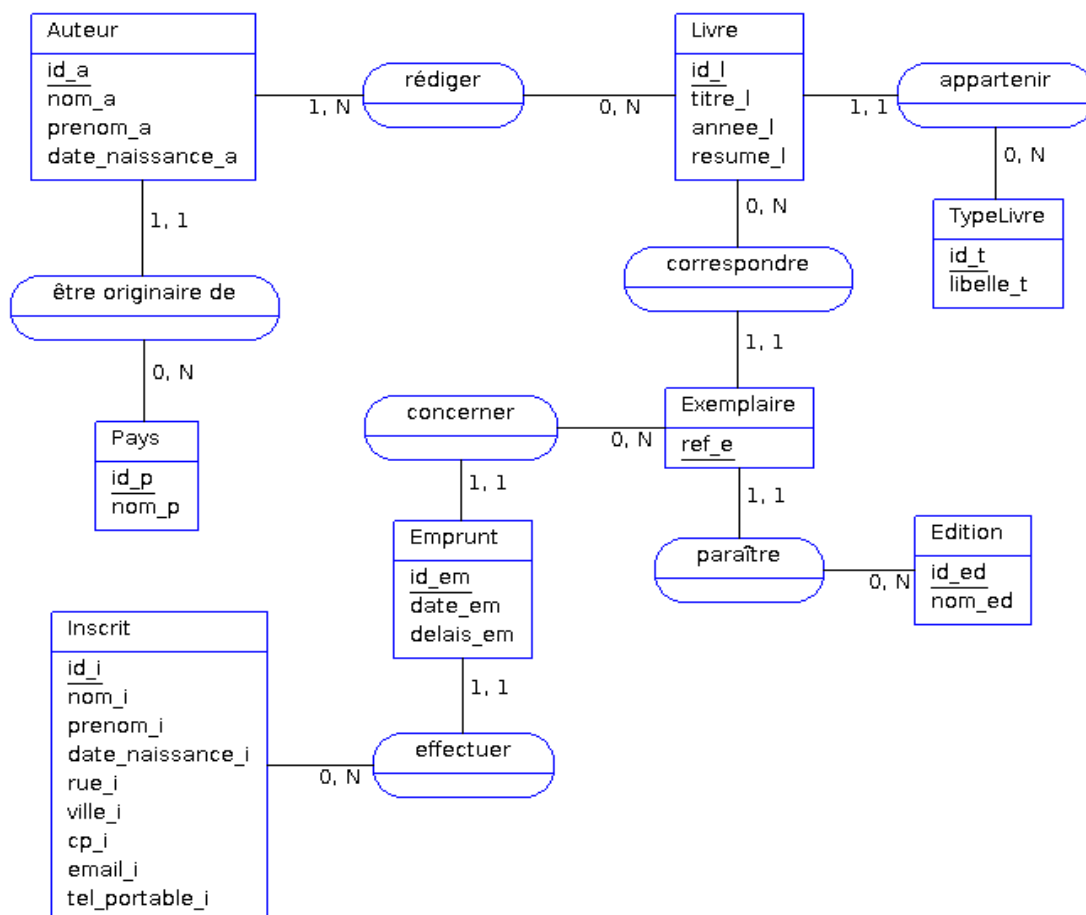 Auteur
id_a
nom_a
prenom_a
date_naissance_a
1, N
rédiger
0, N
Livre
id_l
titre_l
annee_l
resume_l
1, 1
appartenir
0, N
TypeLivre
id_t
libelle_t
1, 1
être originaire de
0, N
Pays
id_p
nom_p
0, N
correspondre
1, 1
Exemplaire
ref_e
0, N
concerner
1, 1
Emprunt
id_em
date_em
delais_em
1, 1
paraître
0, N
Edition
id_ed
nom_ed
1, 1
effectuer
0, N
Inscrit
id_i
nom_i
prenom_i
date_naissance_i
rue_i
ville_i
cp_i
email_i
tel_portable_i